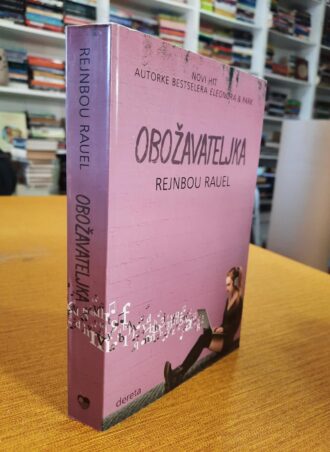 REJNBOU RAUEL
OBOŽAVATELJKA
NOVI HIT
AUTORKE BESTSELERA ELEONORA & PARK
OBOŽAVATELJKA
REJNBOU RAUEL
dereta